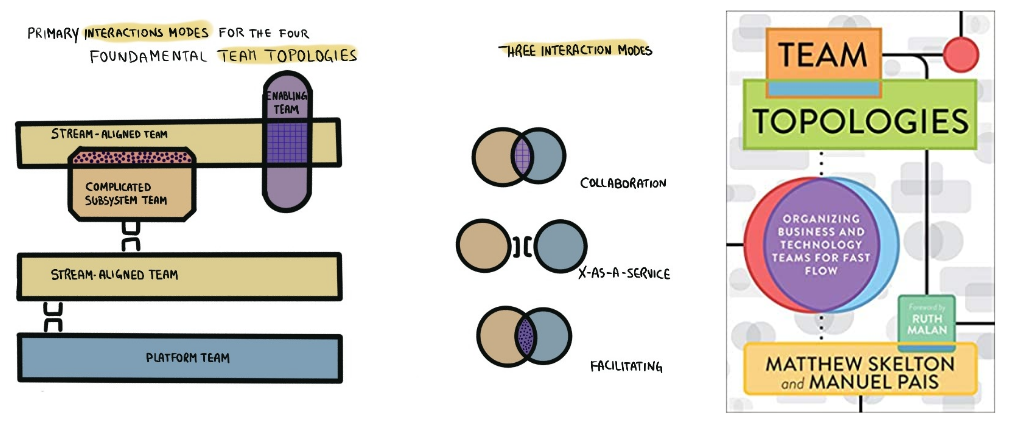 PRIMARY INTERACTIONS MODES FOR THE FOUR
FOUNDAMENTAL TEAM TOPOLOGIES
ENABLING
TEAM
STREAM-ALIGNED TEAM
COMPLICATED
SUBSYSTEM TEAM
STREAM-ALIGNED TEAM
PLATFORM TEAM
THREE INTERACTION MODES
COLLABORATION
X-AS-A-SERVICE
FACILITATING
TEAM
TOPOLOGIES
ORGANIZING
BUSINESS AND
TECHNOLOGY
TEAMS FOR FAST
FLOW
Foreword by
RUTH
MALAN
MATTHEW SKELTON
and MANUEL PAIS